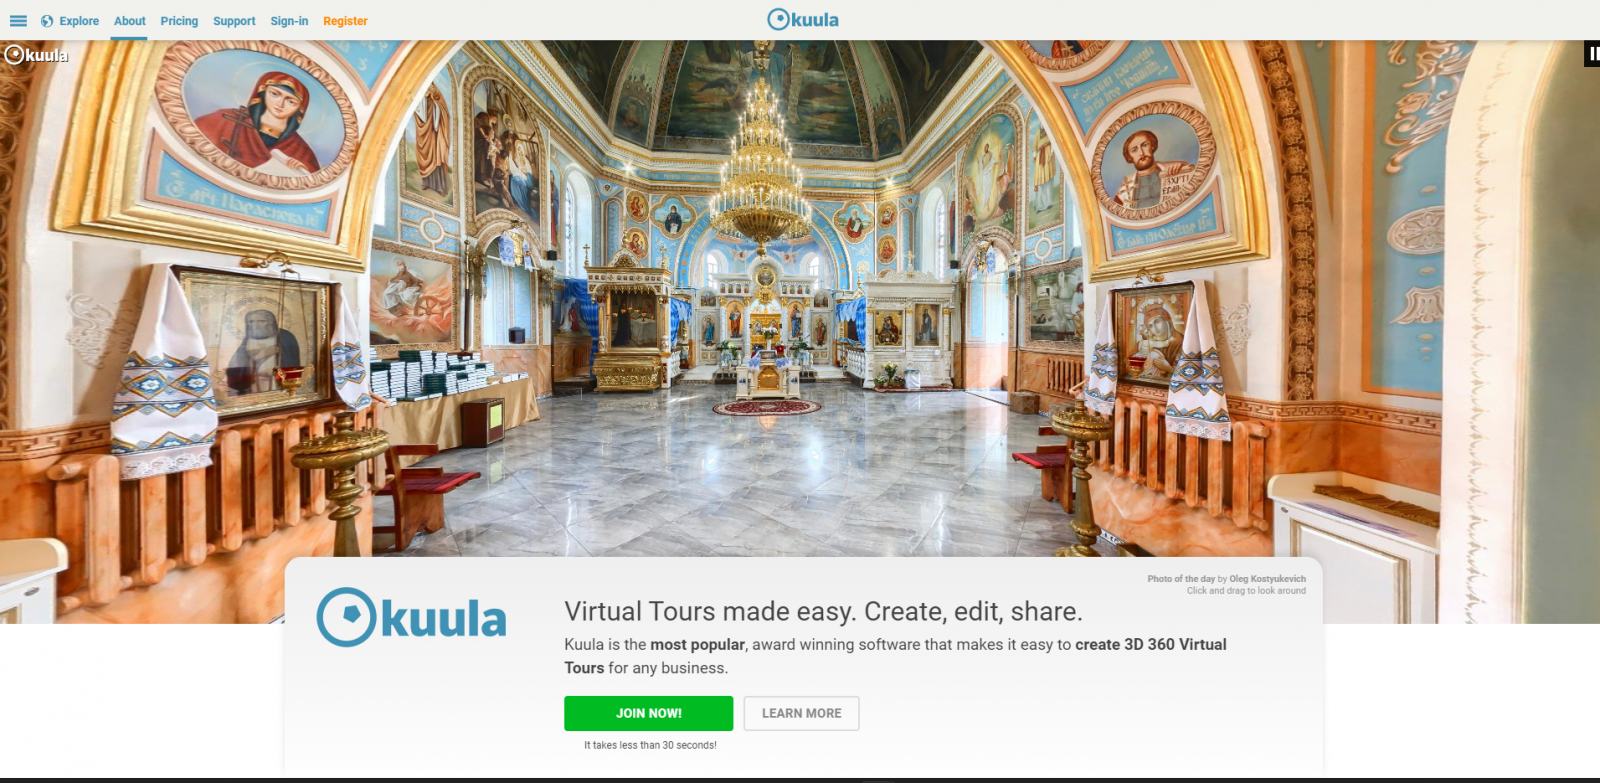 Explore About Pricing Support Sign-in Register
kuula
kuula
Photo of the day by Oleg Kostyukevich
Click and drag to look around
kuula
Virtual Tours made easy. Create, edit, share.
Kuula is the most popular, award winning software that makes it easy to create 3D 360 Virtual
Tours for any business.
JOIN NOW!
LEARN MORE
It takes less than 30 seconds!